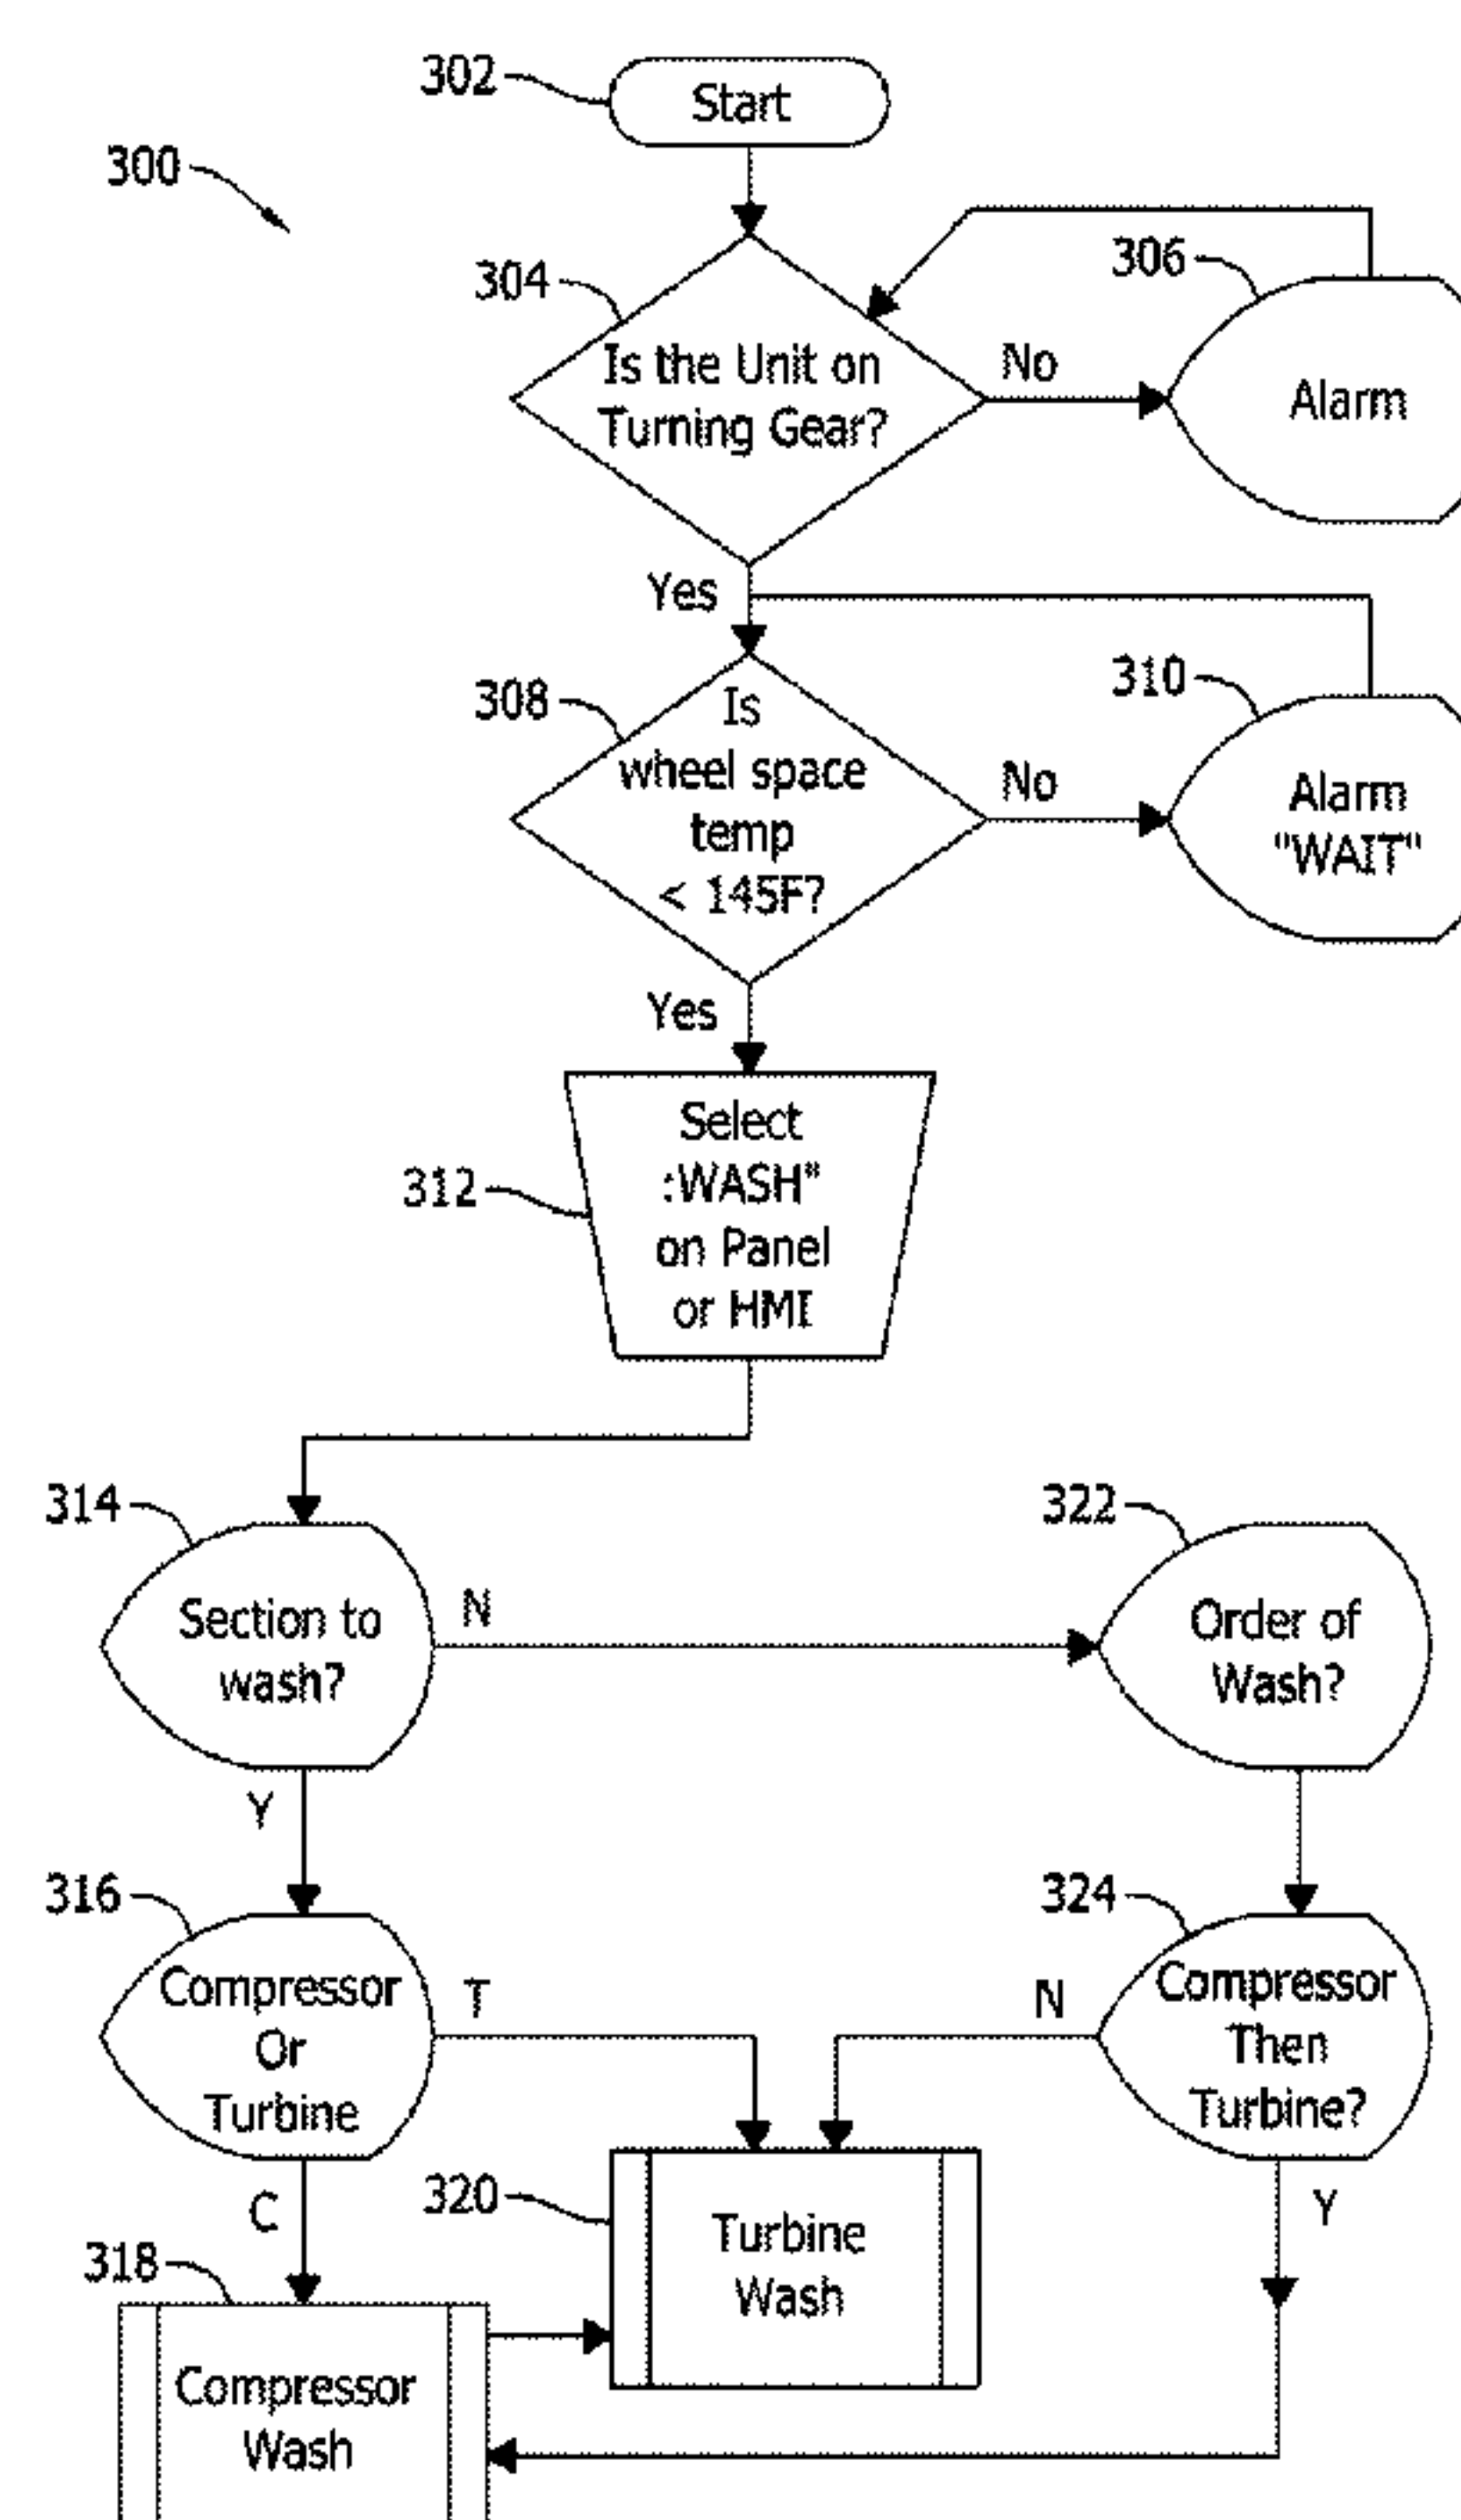 302
Start
300
304
Is the Unit on
Turning Gear?
No
306
Alarm
Yes
308
Is
wheel space
temp
< 145F?
No
310
Alarm
"WAIT"
Yes
312
Select
:WASH"
on Panel
or HMI
314
Section to
wash?
N
322
Order of
Wash?
Y
316
Compressor
Or
Turbine
T
N
324
Compressor
Then
Turbine?
C
320
Turbine
Wash
Y
318
Compressor
Wash